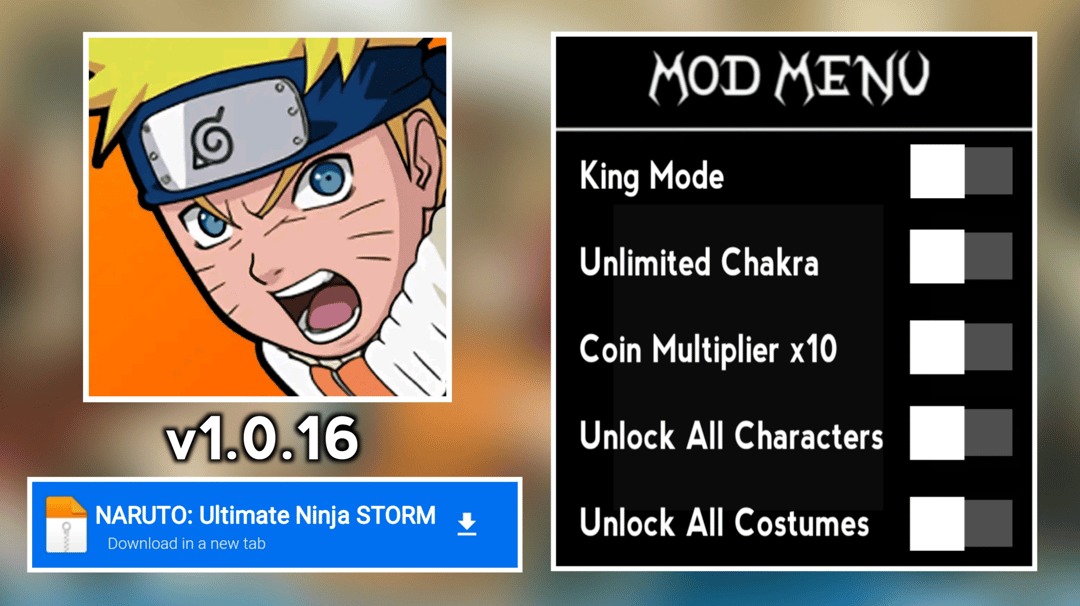 MOD MENU
King Mode
Unlimited Chakra
Coin Multiplier x10
Unlock All Characters
Unlock All Costumes
v1.0.16
NARUTO: Ultimate Ninja STORM
Download in a new tab